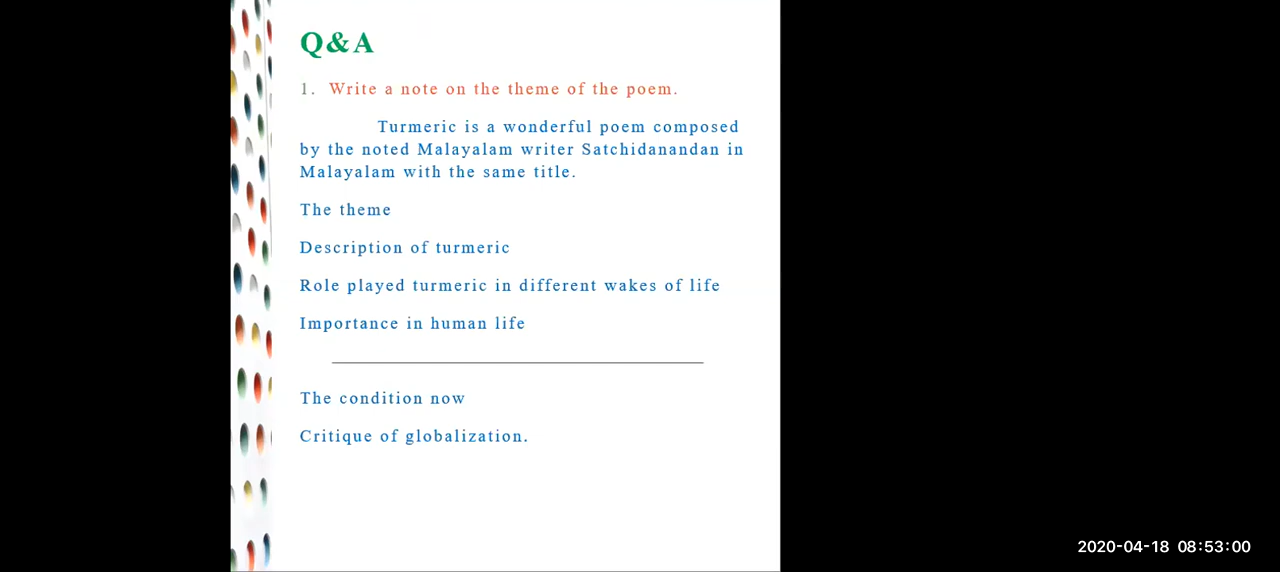 Q&A
1. Write a note on the theme of the poem.
Turmeric is a wonderful poem composed
by the noted Malayalam writer Satchidanandan in
Malayalam with the same title.
The theme
Description of turmeric
Role played turmeric in different wakes of life
Importance in human life
The condition now
Critique of globalization.
2020-04-18 08:53:00